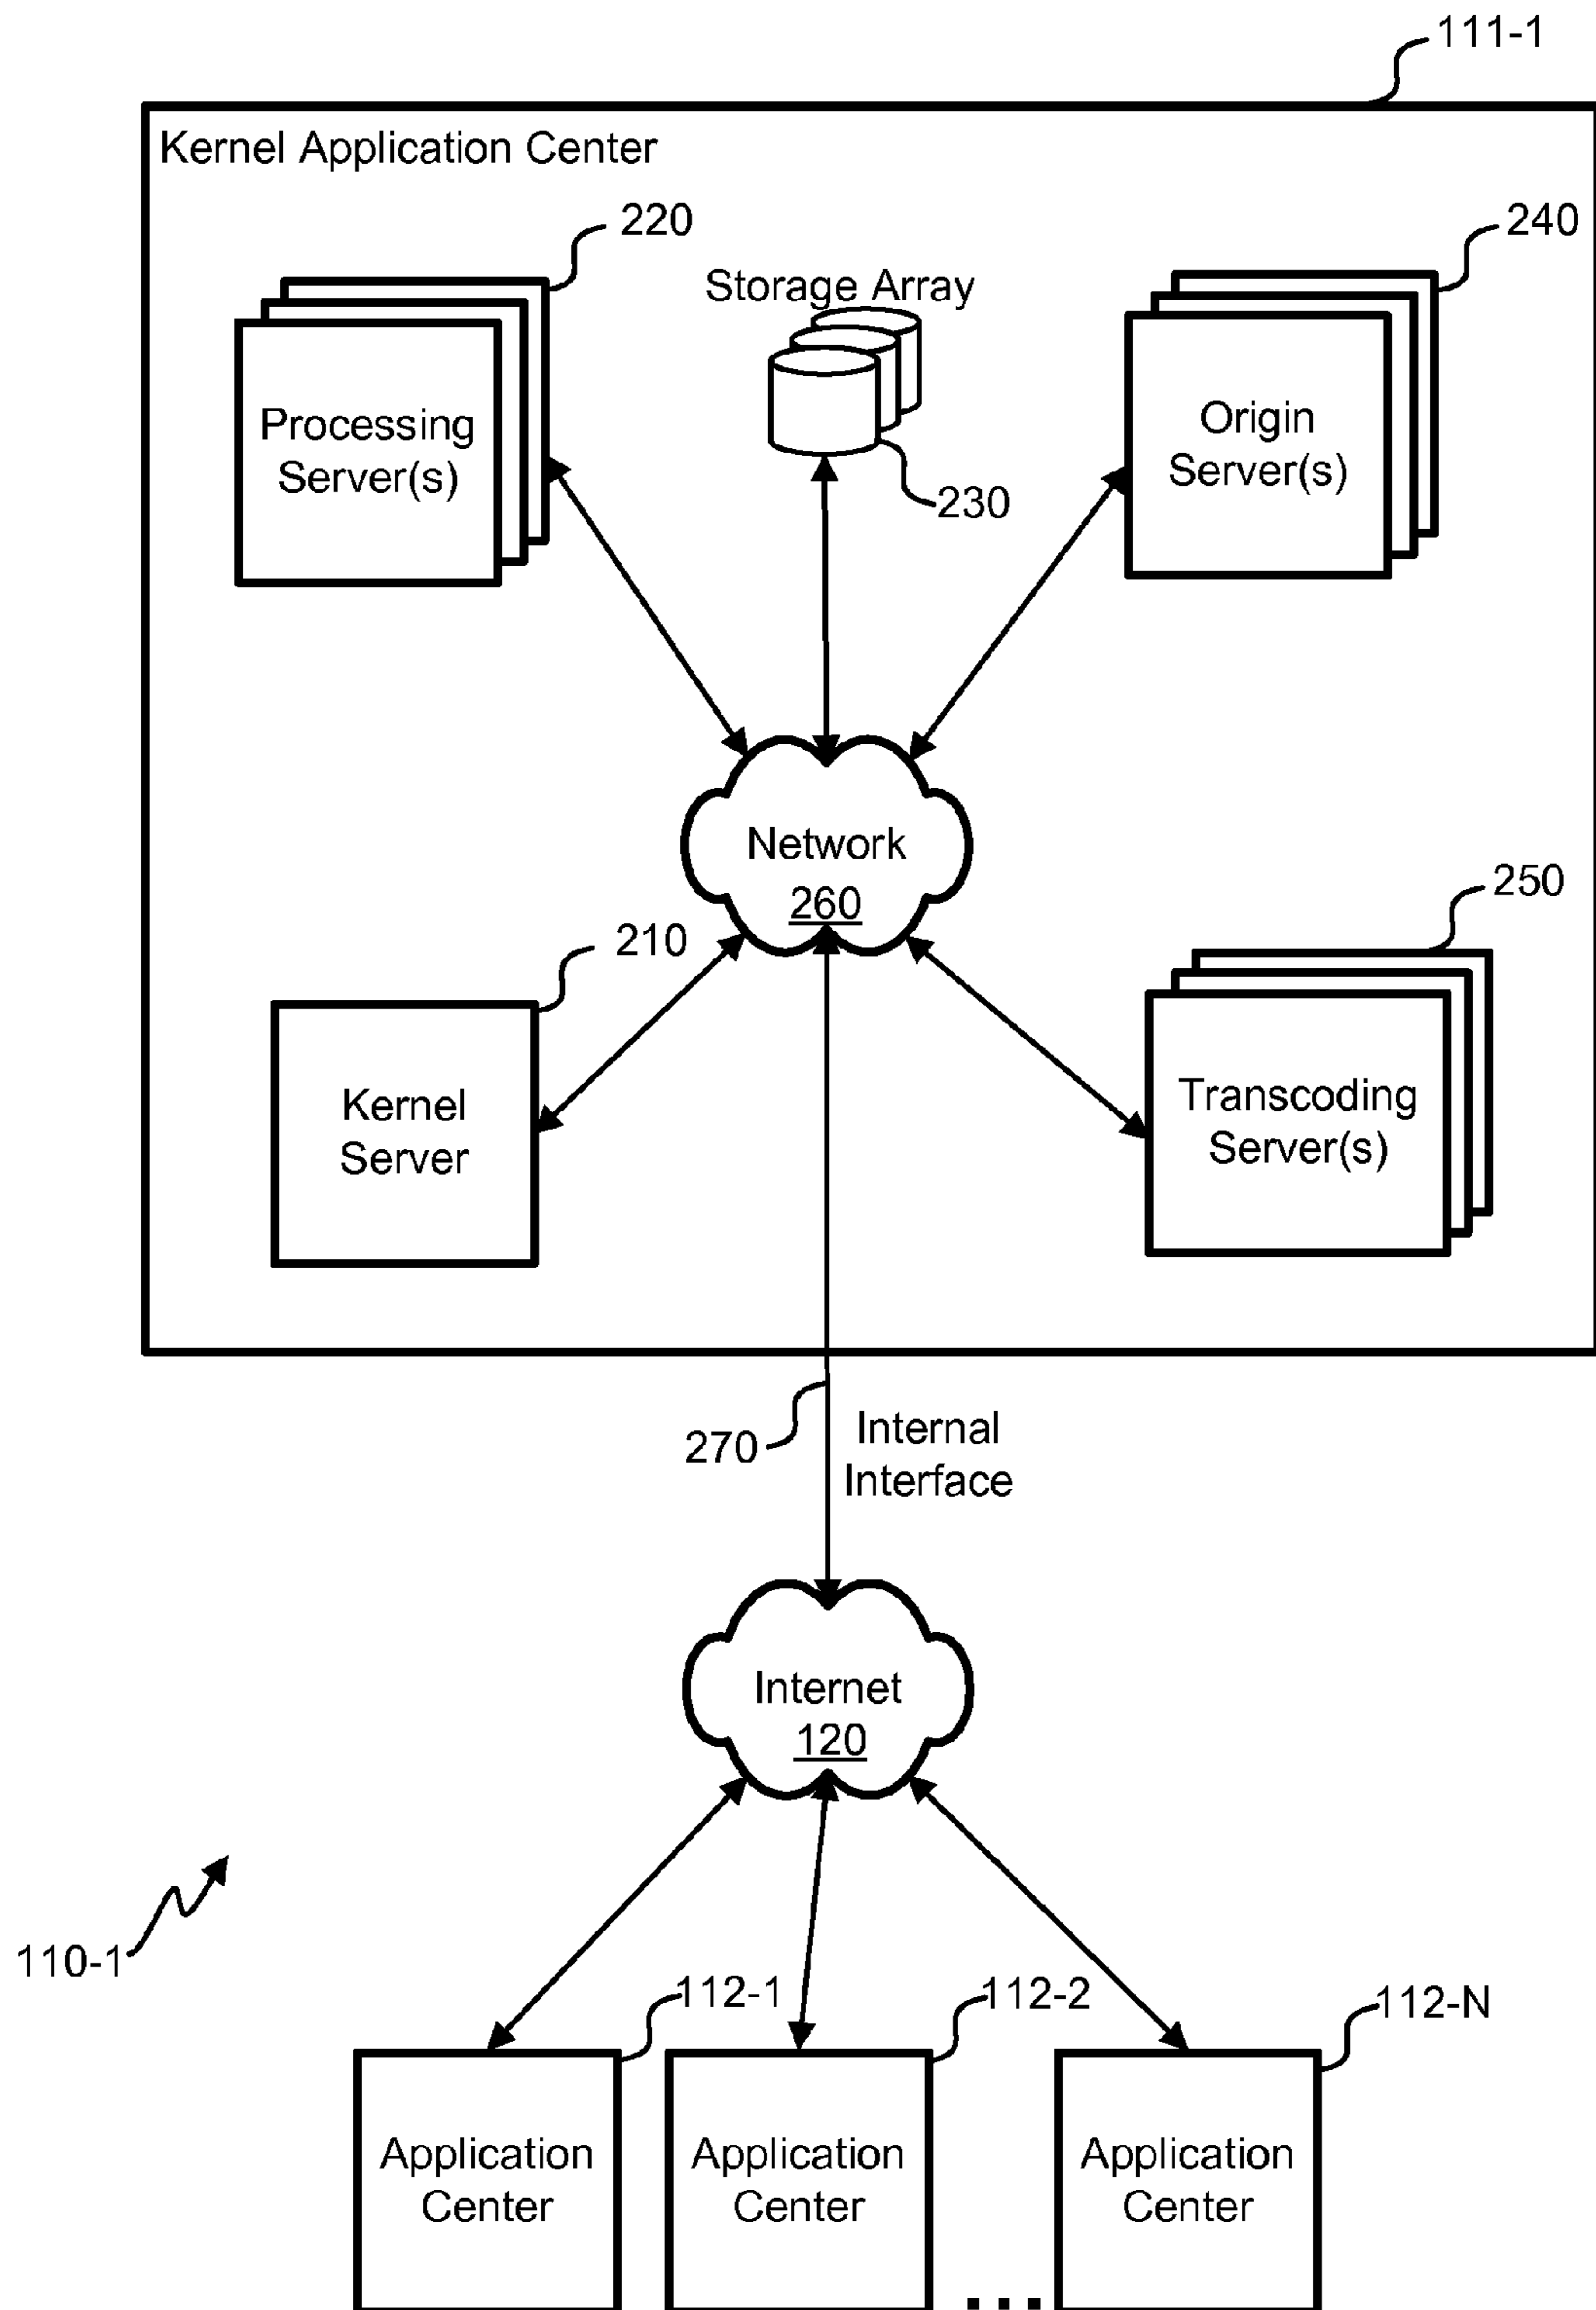 111-1
Kernel Application Center
220
240
Storage Array
Processing
Server(s)
Origin
Server(s)
230
Network
260
250
210
Kernel
Server
Transcoding
Server(s)
270
Internal
Interface
Internet
120
110-1
112-1
112-2
112-N
Application
Center
Application
Center
...
Application
Center